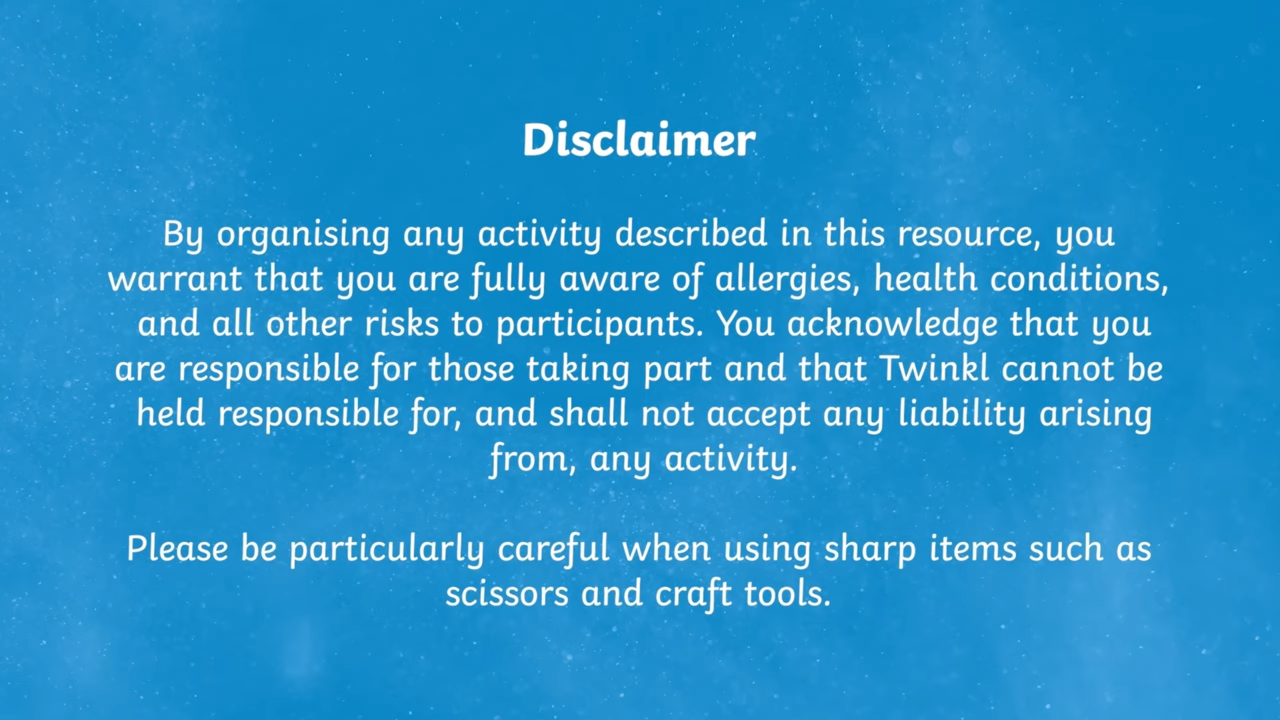 Disclaimer
By organising any activity described in this resource, you
warrant that you are fully aware of allergies, health conditions,
and all other risks to participants. You acknowledge that you
are responsible for those taking part and that Twinkl cannot be
held responsible for, and shall not accept any liability arising
from, any activity.
Please be particularly careful when using sharp items such as
scissors and craft tools.